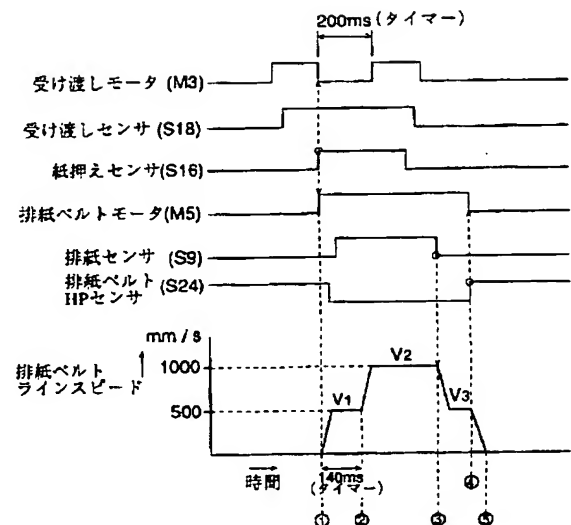 200ms(タイマー)
受け渡しモータ (M3)
受け渡しセンサ (S18)
紙押えセンサ(S16)
排紙ベルトモータ(M5)
排紙センサ (S9)
排紙ベルト (S24)
HPセンサ
mm / s
排紙ベルト
ラインスピード
1000
V2
500
V1
V3
時間
140ms
(タイマー)
④
① ② ③ ⑤